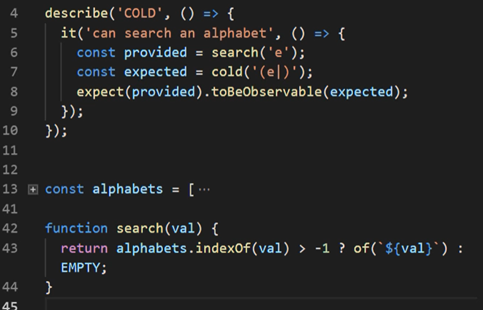 4 describe('COLD', () => {
5 it('can search an alphabet', () => {
6 const provided = search('e');
7 const expected = cold('(e|)');
8 expect(provided).toBeObservable(expected);
9 });
10 });
11
12
13 const alphabets = [ ···
41
42 function search(val) {
43 return alphabets.indexOf(val) > -1 ? of(`${val}`) :
EMPTY;
44 }
45